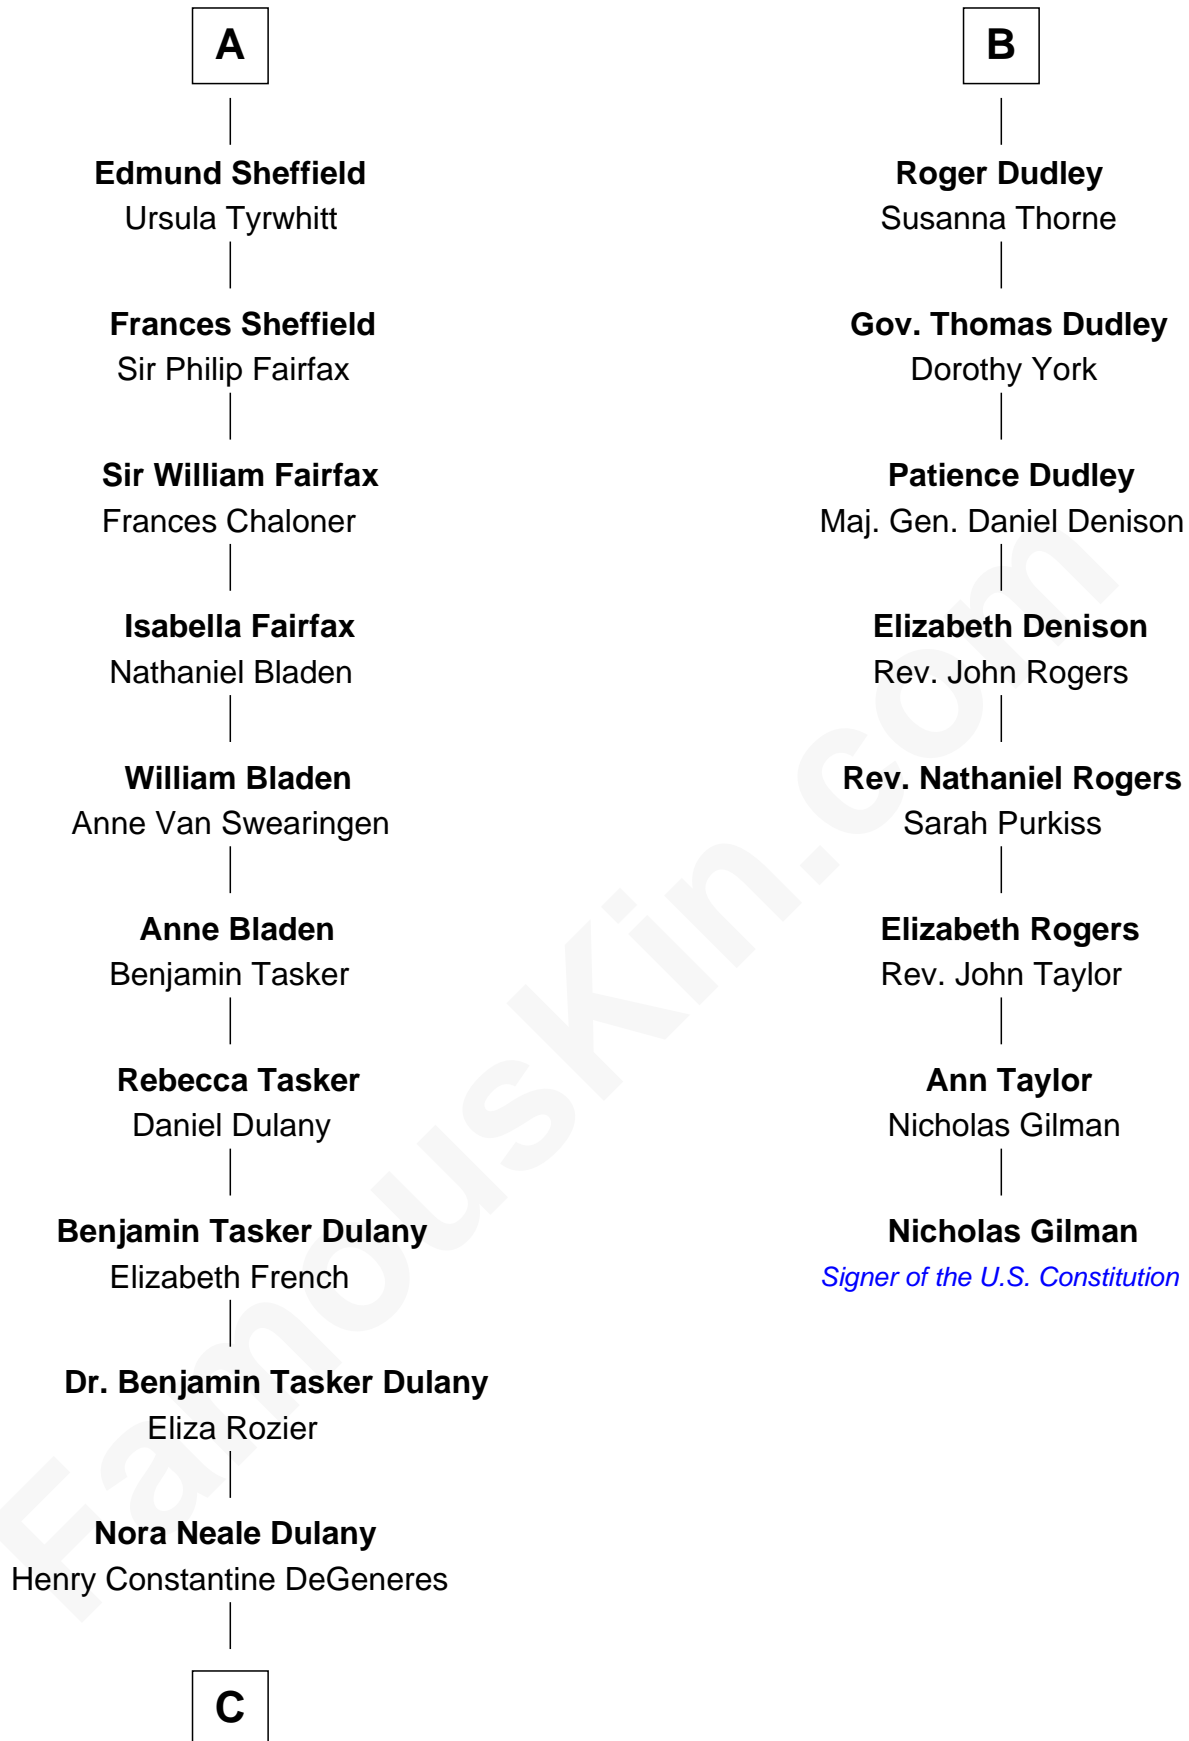 A
Edmund Sheffield
Ursula Tyrwhitt
Frances Sheffield
Sir Philip Fairfax
Sir William Fairfax
Frances Chaloner
Isabella Fairfax
Nathaniel Bladen
William Bladen
Anne Van Swearingen
Anne Bladen
Benjamin Tasker
Rebecca Tasker
Daniel Dulany
Benjamin Tasker Dulany
Elizabeth French
Dr. Benjamin Tasker Dulany
Eliza Rozier
Nora Neale Dulany
Henry Constantine DeGeneres
C
B
Roger Dudley
Susanna Thorne
Gov. Thomas Dudley
Dorothy York
Patience Dudley
Maj. Gen. Daniel Denison
Elizabeth Denison
Rev. John Rogers
Rev. Nathaniel Rogers
Sarah Purkiss
Elizabeth Rogers
Rev. John Taylor
Ann Taylor
Nicholas Gilman
Nicholas Gilman
Signer of the U.S. Constitution
FamousKin.com